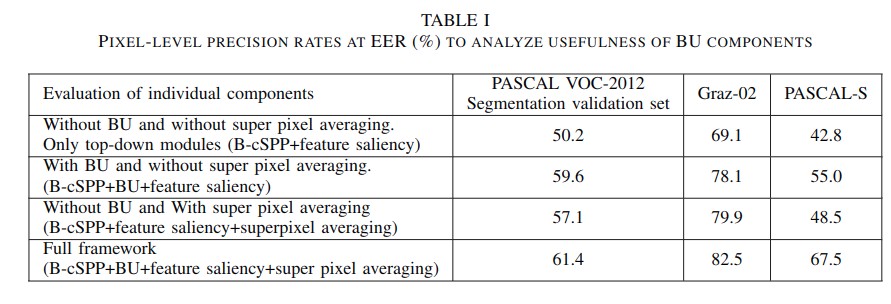 TABLE I
PIXEL-LEVEL PRECISION RATES AT EER (%) TO ANALYZE USEFULNESS OF BU COMPONENTS
Evaluation of individual components | PASCAL VOC-2012 Segmentation validation set | Graz-02 | PASCAL-S
Without BU and without super pixel averaging.
Only top-down modules (B-cSPP+feature saliency) | 50.2 | 69.1 | 42.8
With BU and without super pixel averaging.
(B-cSPP+BU+feature saliency) | 59.6 | 78.1 | 55.0
Without BU and With super pixel averaging
(B-cSPP+feature saliency+superpixel averaging) | 57.1 | 79.9 | 48.5
Full framework
(B-cSPP+BU+feature saliency+super pixel averaging) | 61.4 | 82.5 | 67.5